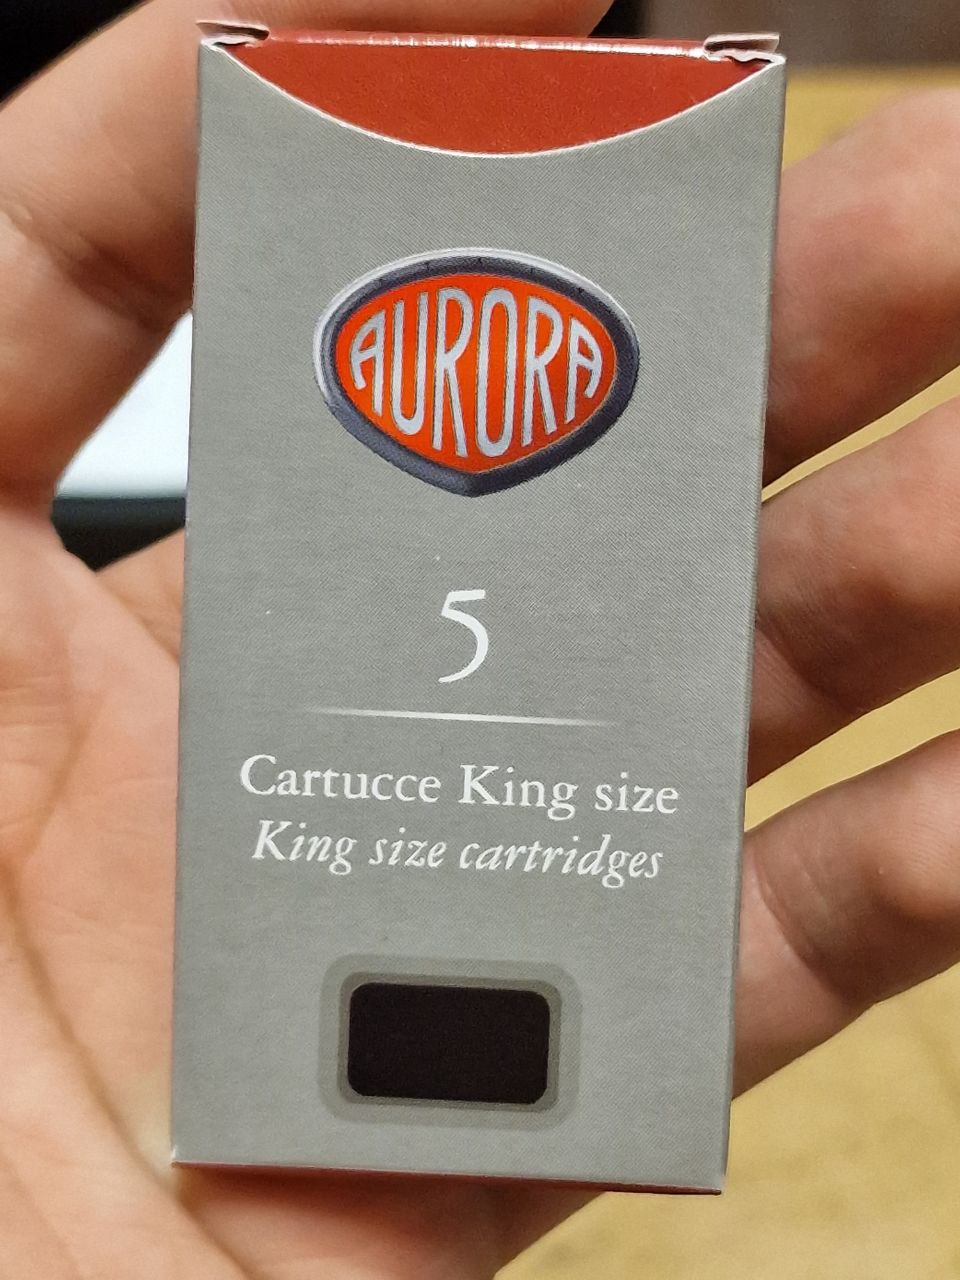 AURORA
5
Cartucce King size
King size cartridges